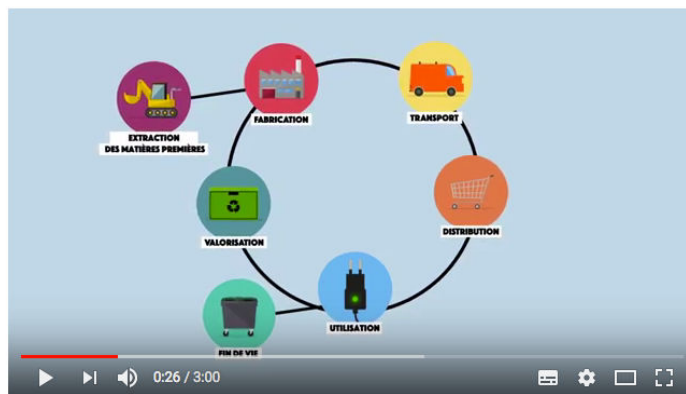 FABRICATION
TRANSPORT
EXTRACTION
DES MATIÈRES PREMIÈRES
DISTRIBUTION
VALORISATION
UTILISATION
FIN DE VIE
0:26 / 3:00